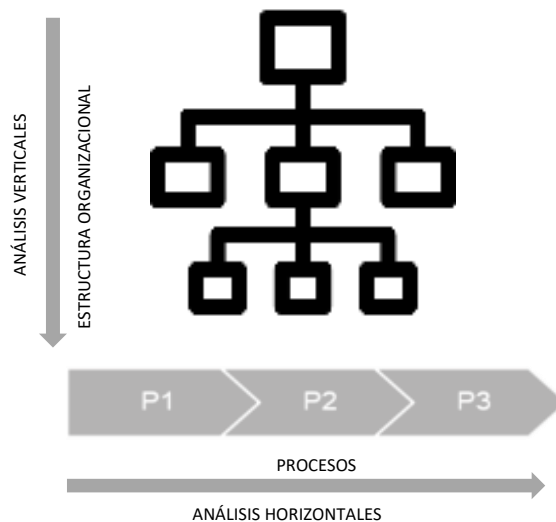 ANÁLISIS VERTICALES
ESTRUCTURA ORGANIZACIONAL
P1 P2 P3
PROCESOS
ANÁLISIS HORIZONTALES